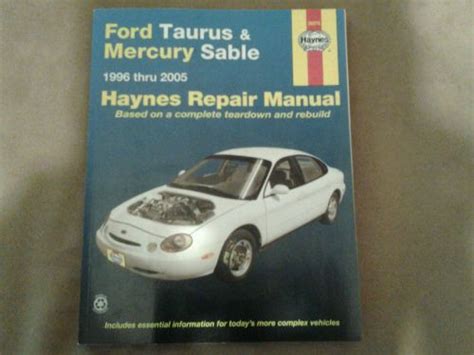 Ford Taurus &
Mercury Sable
1996 thru 2005
Haynes Repair Manual
Based on a complete teardown and rebuild
Haynes
Includes essential information for today's more complex vehicles